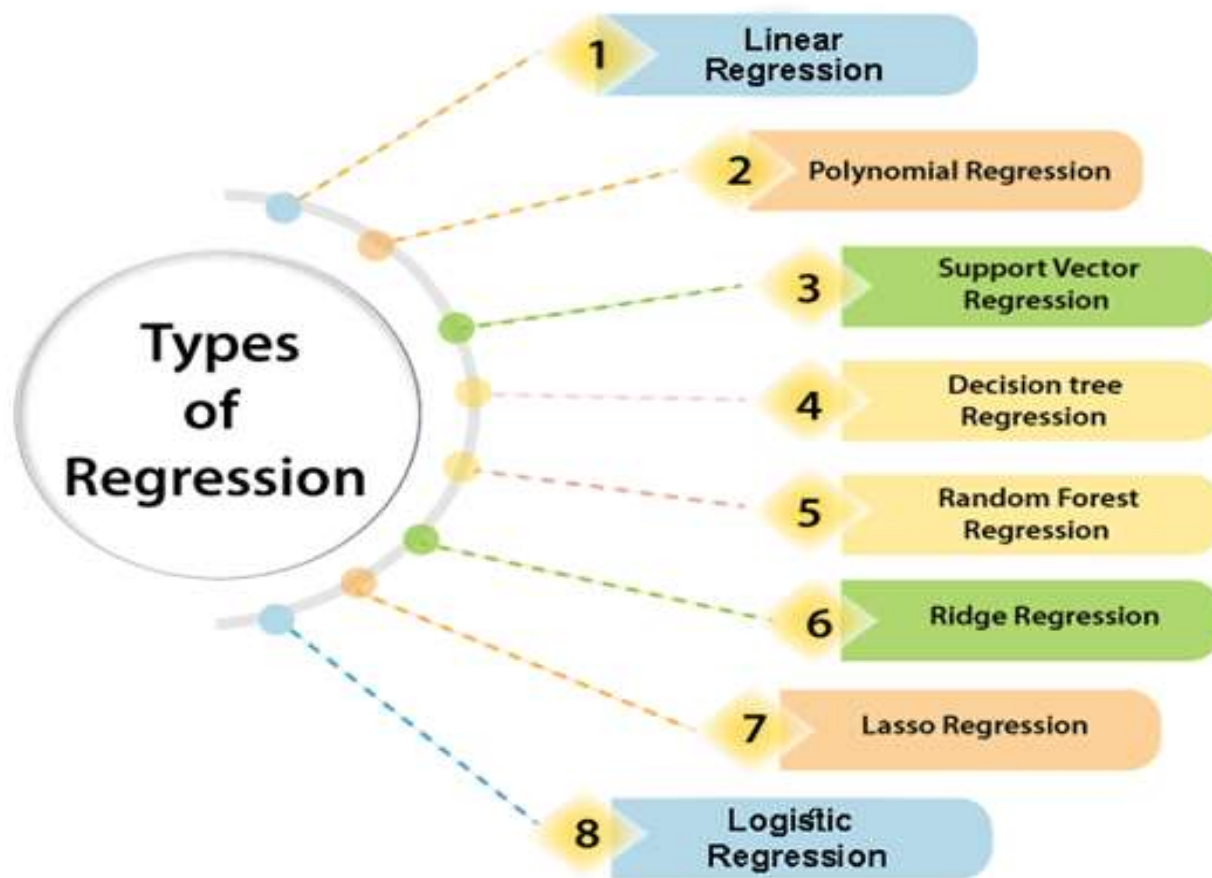 Types
of
Regression
1
Linear
Regression
2
Polynomial Regression
3
Support Vector
Regression
4
Decision tree
Regression
5
Random Forest
Regression
6
Ridge Regression
7
Lasso Regression
8
Logistic
Regression